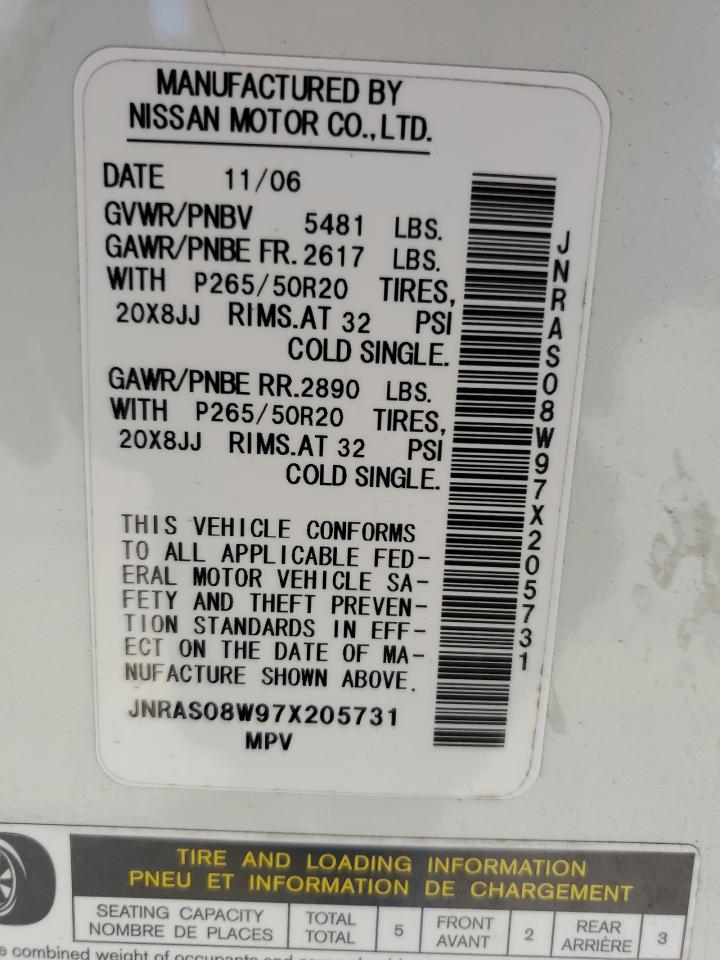 MANUFACTURED BY
NISSAN MOTOR CO., LTD.
DATE 11/06
GVWR/PNBV 5481 LBS.
GAWR/PNBE FR. 2617 LBS.
WITH P265/50R20 TIRES,
20X8JJ RIMS. AT 32 PSI
COLD SINGLE.
GAWR/PNBE RR. 2890 LBS.
WITH P265/50R20 TIRES,
20X8JJ RIMS. AT 32 PSI
COLD SINGLE.
THIS VEHICLE CONFORMS
TO ALL APPLICABLE FED-
ERAL MOTOR VEHICLE SA-
FETY AND THEFT PREVEN-
TION STANDARDS IN EFF-
ECT ON THE DATE OF MA-
NUFACTURE SHOWN ABOVE.
JNRAS08W97X205731
MPV
JNRAS08W97X205731
TIRE AND LOADING INFORMATION
PNEU ET INFORMATION DE CHARGEMENT
SEATING CAPACITY TOTAL 5 FRONT 2 REAR 3
NOMBRE DE PLACES TOTAL AVANT ARRIÈRE
combined weight of occupants and